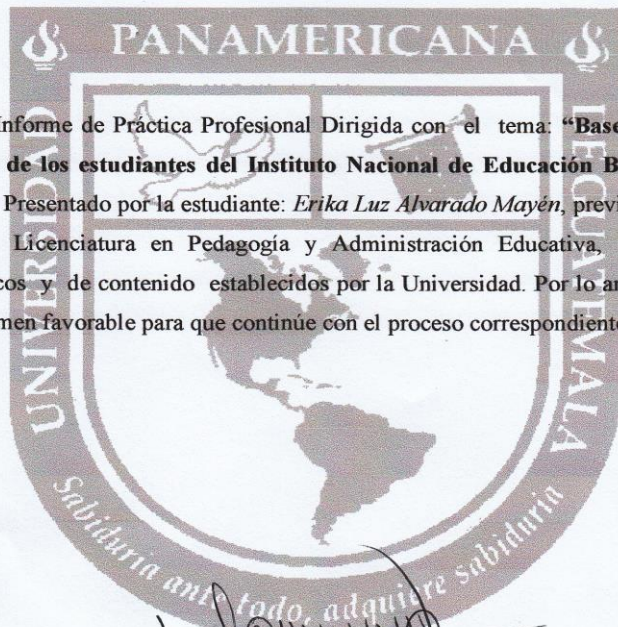 PANAMERICANA
UNIVERSIDAD
DE GUATEMALA
Informe de Práctica Profesional Dirigida con el tema: “Base
de los estudiantes del Instituto Nacional de Educación B
Presentado por la estudiante: Erika Luz Alvarado Mayén, previ
Licenciatura en Pedagogía y Administración Educativa,
cos y de contenido establecidos por la Universidad. Por lo an
men favorable para que continúe con el proceso correspondiente
Sabiduría ante todo, adquiere sabiduría